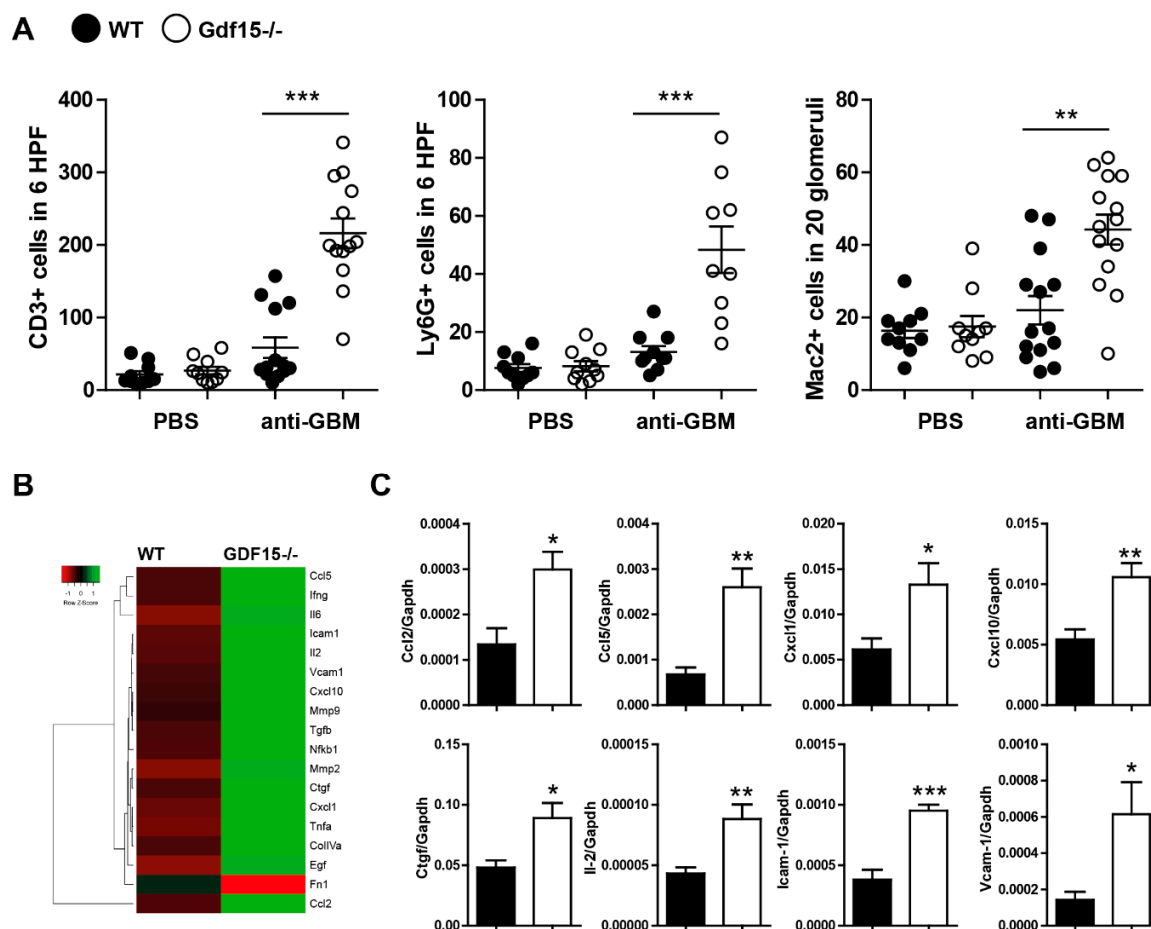 A
WT Gdf15-/-
CD3+ cells in 6 HPF
400
300
200
100
0
***
PBS anti-GBM
Ly6G+ cells in 6 HPF
100
80
60
40
20
0
***
PBS anti-GBM
Mac2+ cells in 20 glomeruli
80
60
40
20
0
**
PBS anti-GBM
B
WT GDF15-/-
-1 0 1
Row Z-Score
Ccl5
Ifng
Il6
Icam1
Il2
Vcam1
Cxcl10
Mmp9
Tgfb
Nfkb1
Mmp2
Ctgf
Cxcl1
Tnfa
ColIVa
Egf
Fn1
Ccl2
C
Ccl2/Gapdh
0.0004
0.0003
0.0002
0.0001
0.0000
*
Ccl5/Gapdh
0.004
0.003
0.002
0.001
0.000
**
Cxcl1/Gapdh
0.020
0.015
0.010
0.005
0.000
*
Cxcl10/Gapdh
0.015
0.010
0.005
0.000
**
Ctgf/Gapdh
0.15
0.10
0.05
0.00
*
Il-2/Gapdh
0.00015
0.00010
0.00005
0.00000
**
Icam-1/Gapdh
0.0015
0.0010
0.0005
0.0000
***
Vcam-1/Gapdh
0.0010
0.0008
0.0006
0.0004
0.0002
0.0000
*